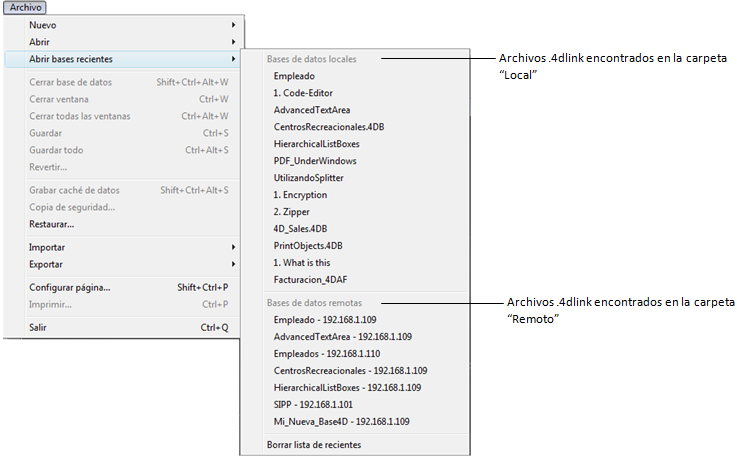 Archivo
Nuevo
Abrir
Abrir bases recientes
Cerrar base de datos Shift+Ctrl+Alt+W
Cerrar ventana Ctrl+W
Cerrar todas las ventanas Ctrl+Alt+W
Guardar Ctrl+S
Guardar todo Ctrl+Alt+S
Revertir...
Grabar caché de datos Shift+Ctrl+Alt+S
Copia de seguridad...
Restaurar...
Importar
Exportar
Configurar página... Shift+Ctrl+P
Imprimir... Ctrl+P
Salir Ctrl+Q
Bases de datos locales
Empleado
1. Code-Editor
AdvancedTextArea
CentrosRecreacionales.4DB
HierarchicalListBoxes
PDF_UnderWindows
UtilizandoSplitter
1. Encryption
2. Zipper
4D_Sales.4DB
PrintObjects.4DB
1. What is this
Facturacion_4DAF
Bases de datos remotas
Empleado - 192.168.1.109
AdvancedTextArea - 192.168.1.109
Empleados - 192.168.1.110
CentrosRecreacionales - 192.168.1.109
HierarchicalListBoxes - 192.168.1.109
SIPP - 192.168.1.101
Mi_Nueva_Base4D - 192.168.1.109
Borrar lista de recientes
Archivos .4dlink encontrados en la carpeta
“Local”
Archivos .4dlink encontrados en la carpeta
“Remoto”